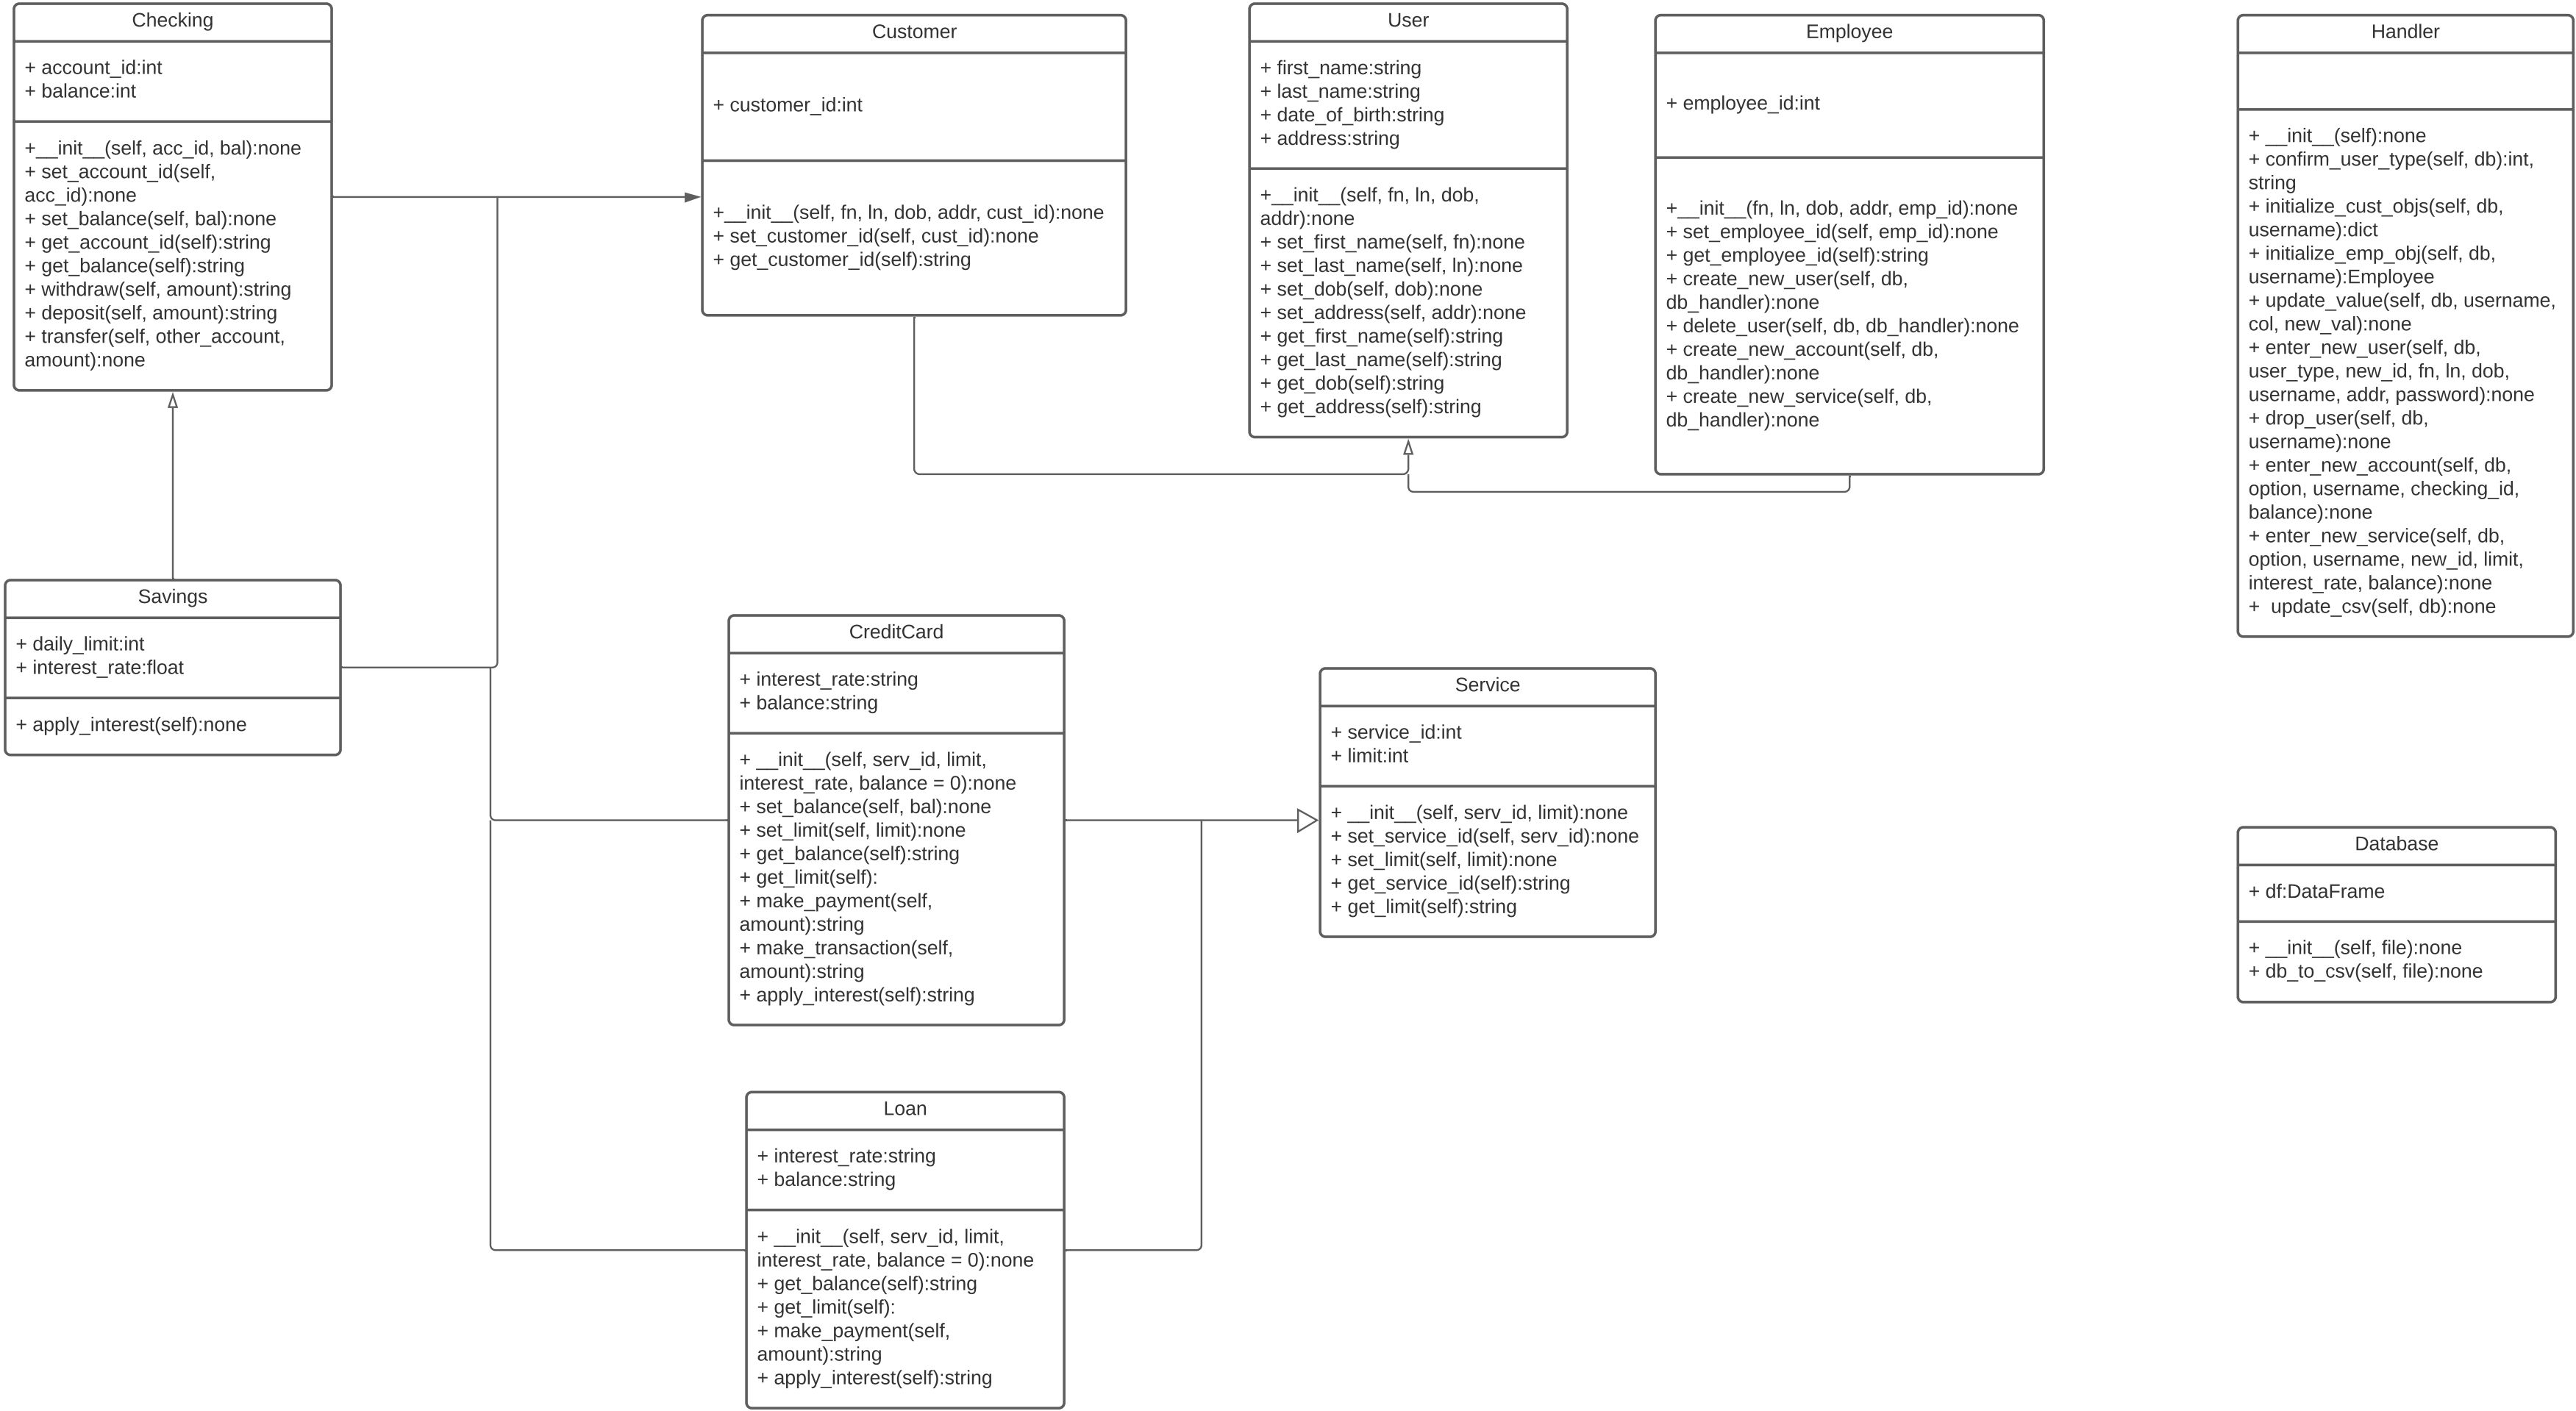 Checking
+ account_id:int
+ balance:int
+__init__(self, acc_id, bal):none
+ set_account_id(self,
acc_id):none
+ set_balance(self, bal):none
+ get_account_id(self):string
+ get_balance(self):string
+ withdraw(self, amount):string
+ deposit(self, amount):string
+ transfer(self, other_account,
amount):none
Customer
+ customer_id:int
+__init__(self, fn, ln, dob, addr, cust_id):none
+ set_customer_id(self, cust_id):none
+ get_customer_id(self):string
User
+ first_name:string
+ last_name:string
+ date_of_birth:string
+ address:string
+__init__(self, fn, ln, dob,
addr):none
+ set_first_name(self, fn):none
+ set_last_name(self, ln):none
+ set_dob(self, dob):none
+ set_address(self, addr):none
+ get_first_name(self):string
+ get_last_name(self):string
+ get_dob(self):string
+ get_address(self):string
Employee
+ employee_id:int
+__init__(fn, ln, dob, addr, emp_id):none
+ set_employee_id(self, emp_id):none
+ get_employee_id(self):string
+ create_new_user(self, db,
db_handler):none
+ delete_user(self, db, db_handler):none
+ create_new_account(self, db,
db_handler):none
+ create_new_service(self, db,
db_handler):none
Handler
+ __init__(self):none
+ confirm_user_type(self, db):int,
string
+ initialize_cust_objs(self, db,
username):dict
+ initialize_emp_obj(self, db,
username):Employee
+ update_value(self, db, username,
col, new_val):none
+ enter_new_user(self, db,
user_type, new_id, fn, ln, dob,
username, addr, password):none
+ drop_user(self, db,
username):none
+ enter_new_account(self, db,
option, username, checking_id,
balance):none
+ enter_new_service(self, db,
option, username, new_id, limit,
interest_rate, balance):none
+  update_csv(self, db):none
Savings
+ daily_limit:int
+ interest_rate:float
+ apply_interest(self):none
CreditCard
+ interest_rate:string
+ balance:string
+ __init__(self, serv_id, limit,
interest_rate, balance = 0):none
+ set_balance(self, bal):none
+ set_limit(self, limit):none
+ get_balance(self):string
+ get_limit(self):
+ make_payment(self,
amount):string
+ make_transaction(self,
amount):string
+ apply_interest(self):string
Service
+ service_id:int
+ limit:int
+ __init__(self, serv_id, limit):none
+ set_service_id(self, serv_id):none
+ set_limit(self, limit):none
+ get_service_id(self):string
+ get_limit(self):string
Database
+ df:DataFrame
+ __init__(self, file):none
+ db_to_csv(self, file):none
Loan
+ interest_rate:string
+ balance:string
+ __init__(self, serv_id, limit,
interest_rate, balance = 0):none
+ get_balance(self):string
+ get_limit(self):
+ make_payment(self,
amount):string
+ apply_interest(self):string